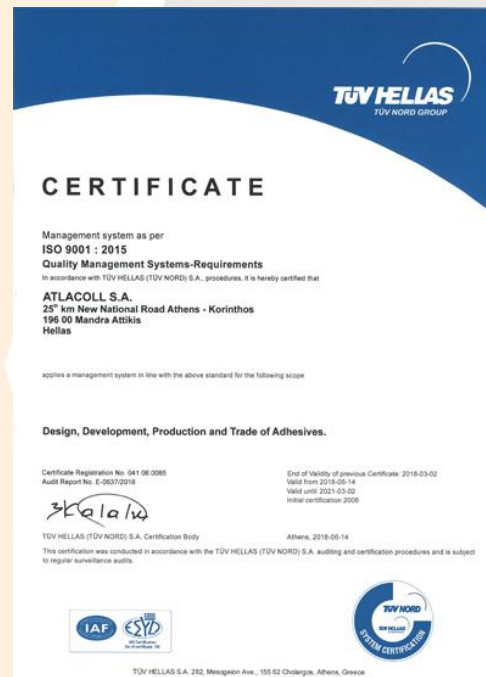 TÜV HELLAS
TÜV NORD GROUP
CERTIFICATE
Management system as per
ISO 9001 : 2015
Quality Management Systems-Requirements
In accordance with TÜV HELLAS (TÜV NORD) S.A., procedures, it is hereby certified that
ATLACOLL S.A.
25th km New National Road Athens - Korinthos
196 00 Mandra Attikis
Hellas
applies a management system in line with the above standard for the following scope
Design, Development, Production and Trade of Adhesives.
Certificate Registration No. 041 06 0085
Audit Report No. E-0637/2018
End of Validity of previous Certificate: 2018-03-02
Valid from 2018-06-14
Valid until 2021-03-02
Initial certification 2006
TÜV HELLAS (TÜV NORD) S.A. Certification Body
Athens, 2018-06-14
This certification was conducted in accordance with the TÜV HELLAS (TÜV NORD) S.A. auditing and certification procedures and is subject
to regular surveillance audits.
IAF
ΕΣΥΔ
TÜV NORD
TÜV HELLAS
SYSTEM CERTIFICATION
TÜV HELLAS S.A. 282, Mesogeion Ave., 155 62 Cholargos, Athens, Greece